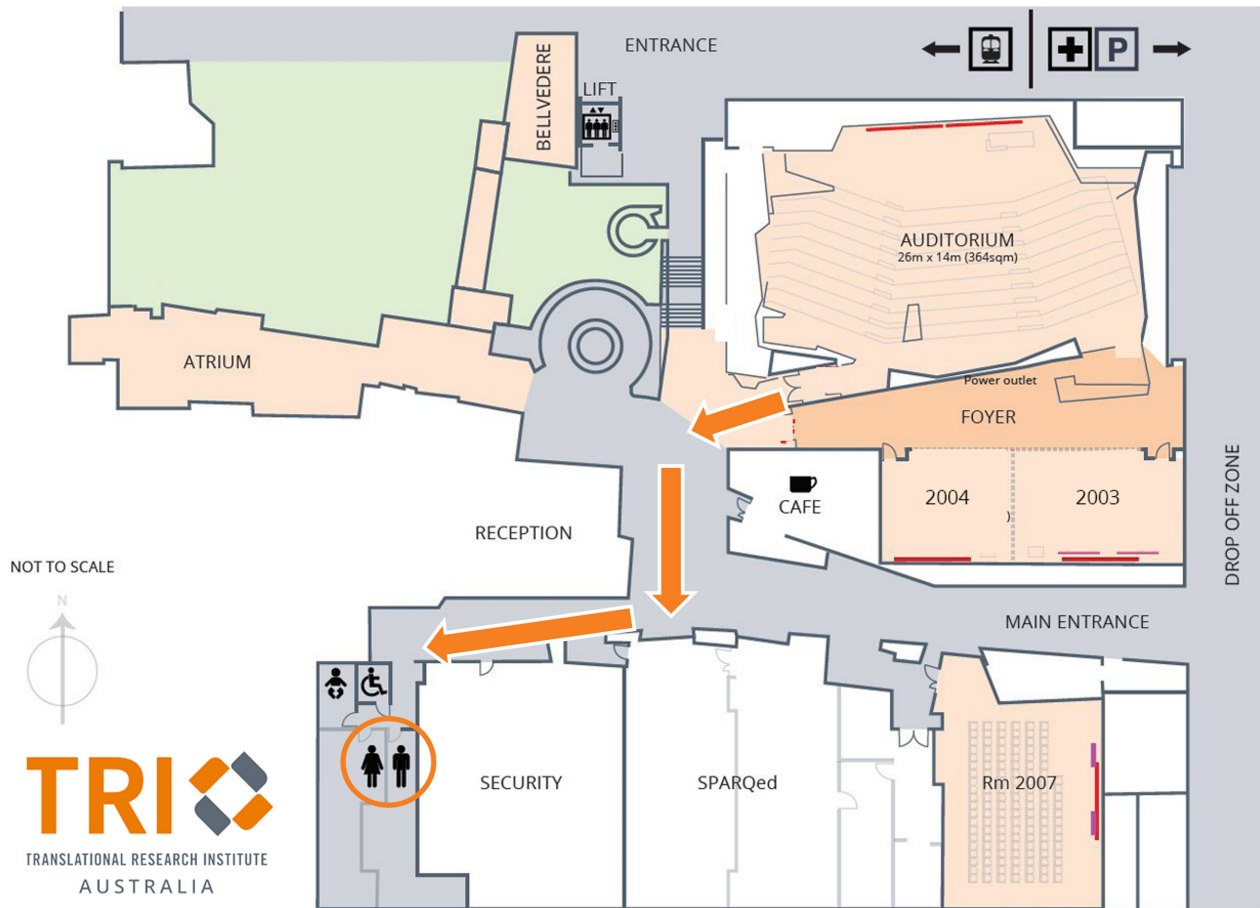 ENTRANCE
P
BELLVEDERE
LIFT
AUDITORIUM
26m x 14m (364sqm)
ATRIUM
Power outlet
FOYER
2004
2003
)
CAFE
RECEPTION
DROP OFF ZONE
NOT TO SCALE
N
MAIN ENTRANCE
SECURITY
SPARQed
Rm 2007
TRI
TRANSLATIONAL RESEARCH INSTITUTE
AUSTRALIA